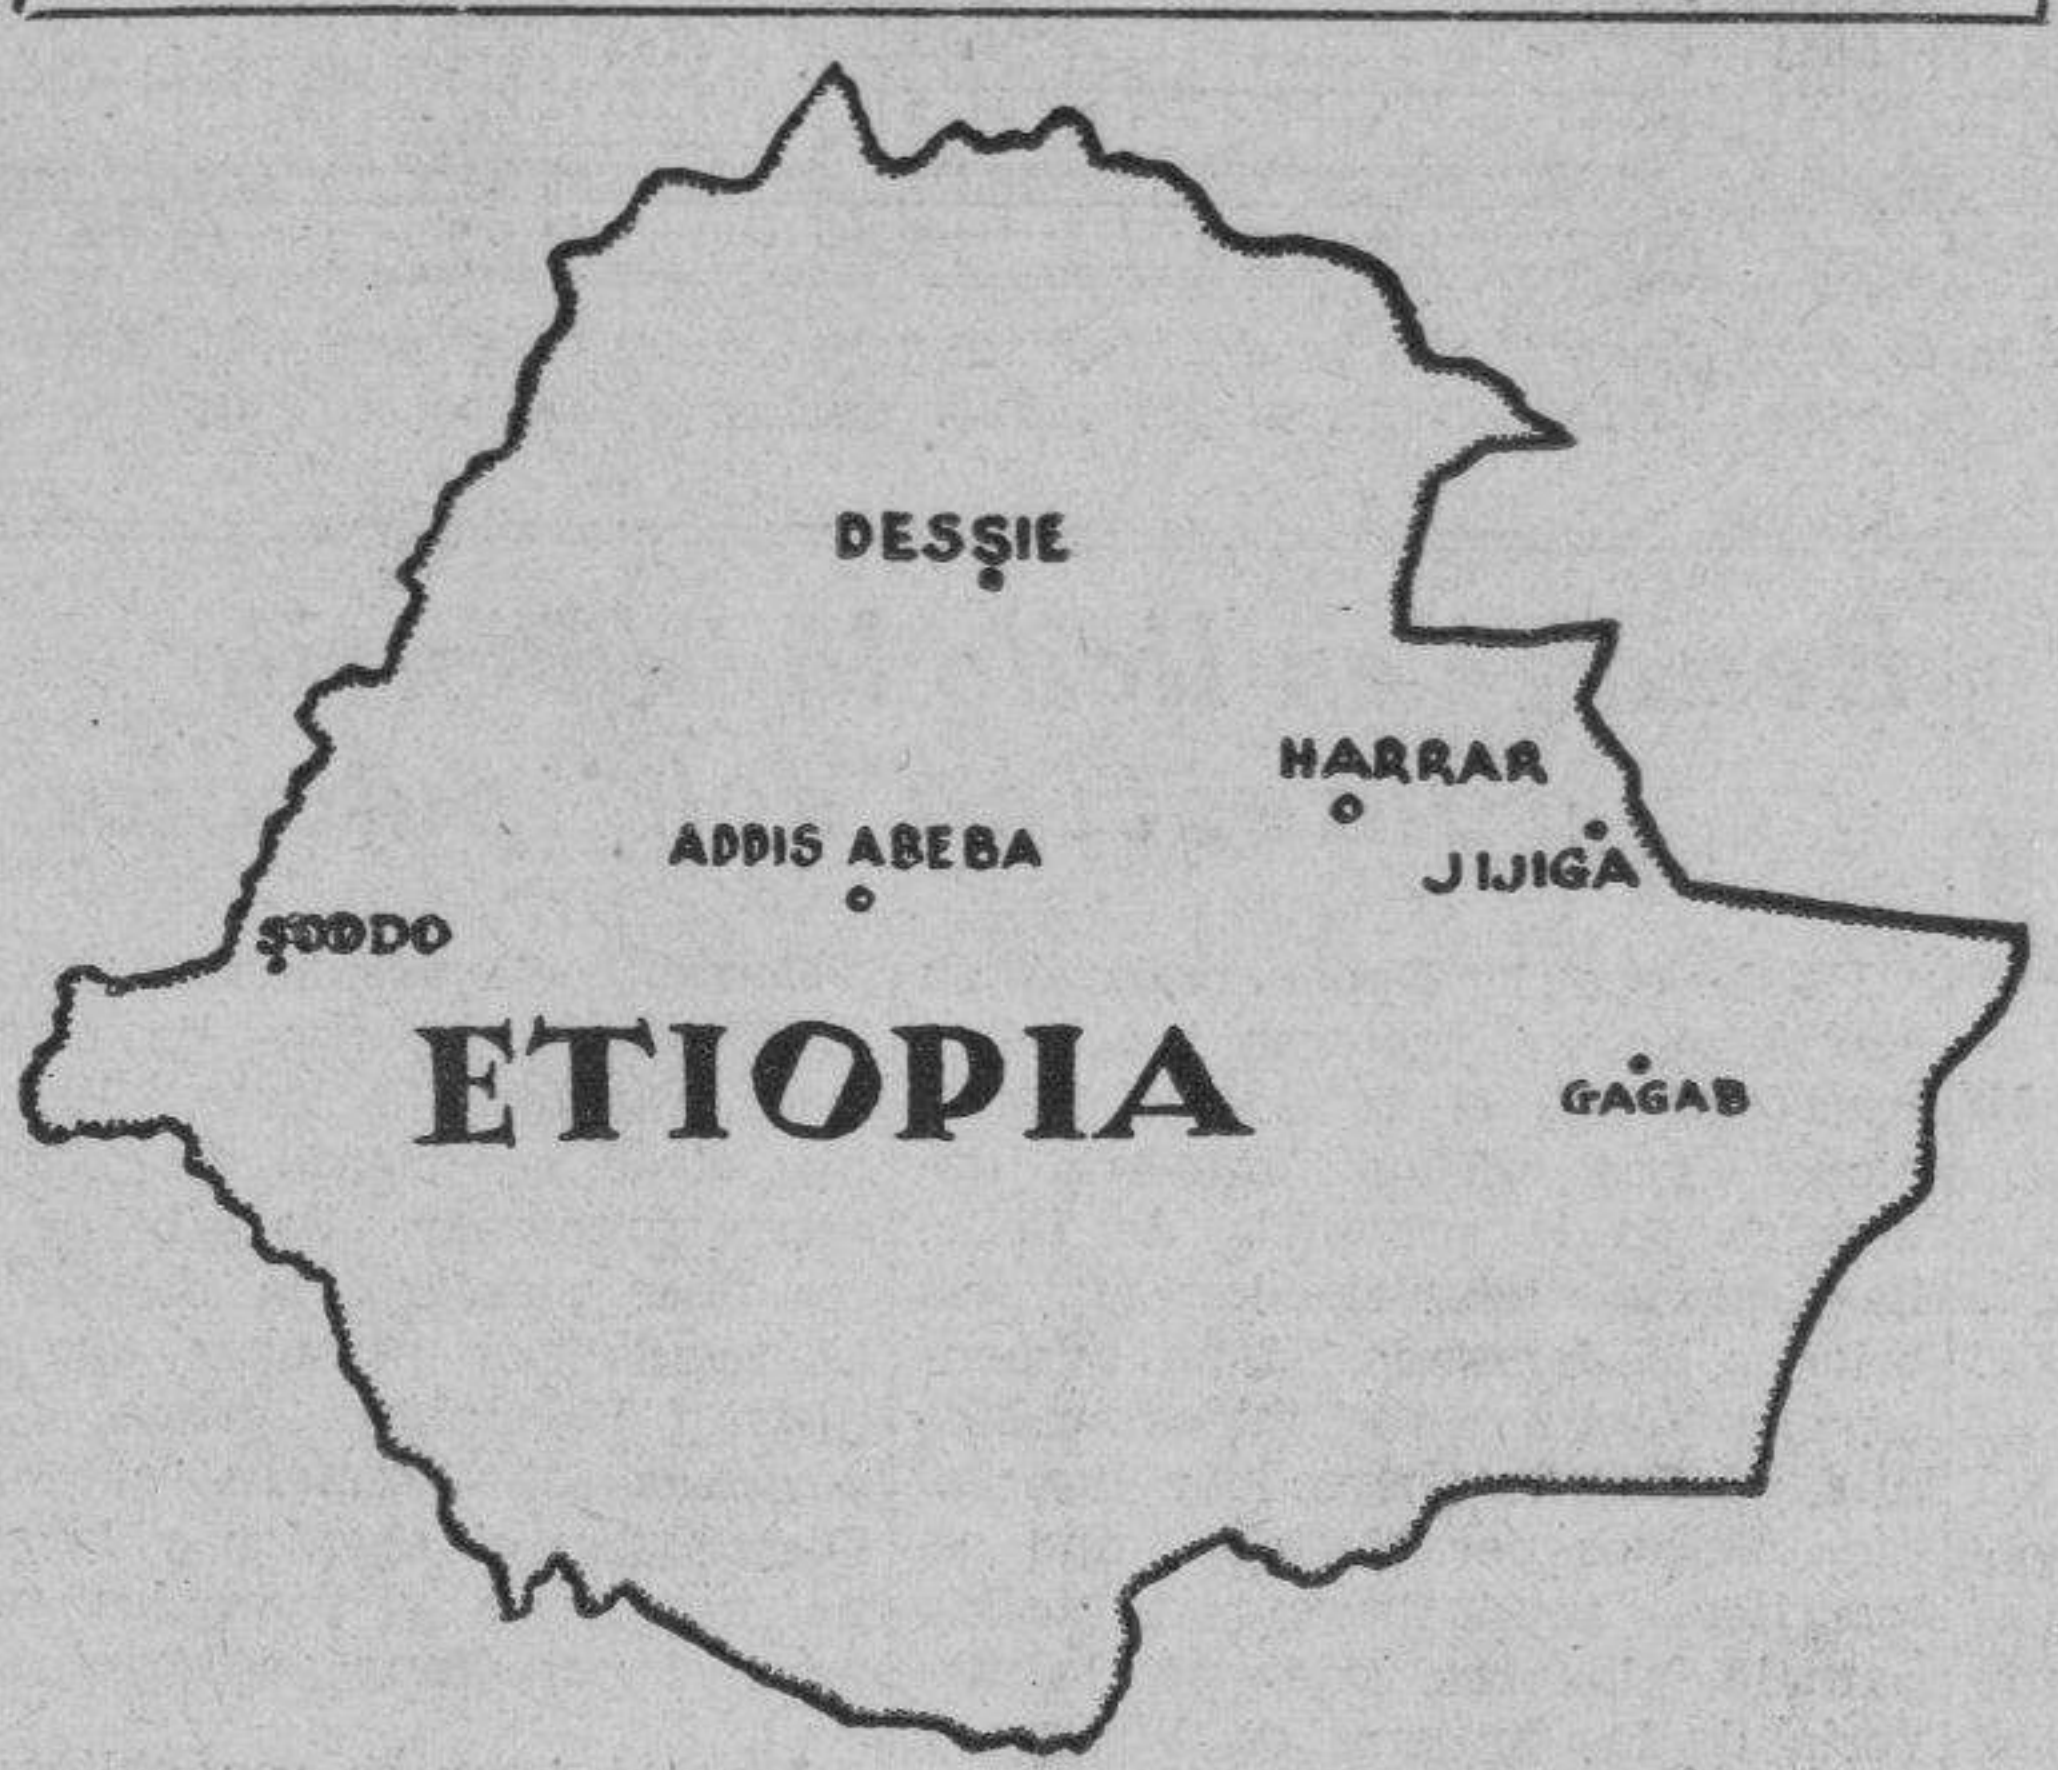 DESSIE
HARRAR
ADDIS ABEBA
JIJIGA
SODDO
ETIOPIA
GAGAB